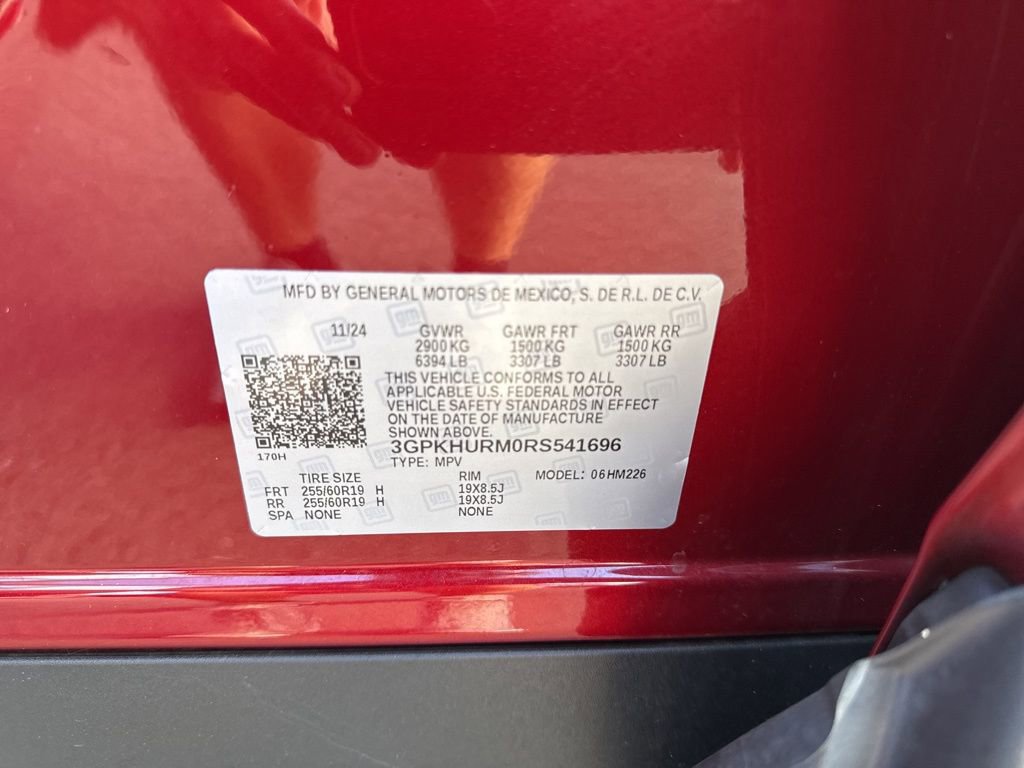 MFD BY GENERAL MOTORS DE MEXICO, S. DE R.L. DE C.V.
11/24 GVWR GAWR FRT GAWR RR
2900 KG 1500 KG 1500 KG
6394 LB 3307 LB 3307 LB
THIS VEHICLE CONFORMS TO ALL
APPLICABLE U.S. FEDERAL MOTOR
VEHICLE SAFETY STANDARDS IN EFFECT
ON THE DATE OF MANUFACTURE
SHOWN ABOVE.
170H
3GPKHURM0RS541696
TYPE: MPV MODEL: 06HM226
TIRE SIZE RIM
FRT 255/60R19 H 19X8.5J
RR 255/60R19 H 19X8.5J
SPA NONE NONE